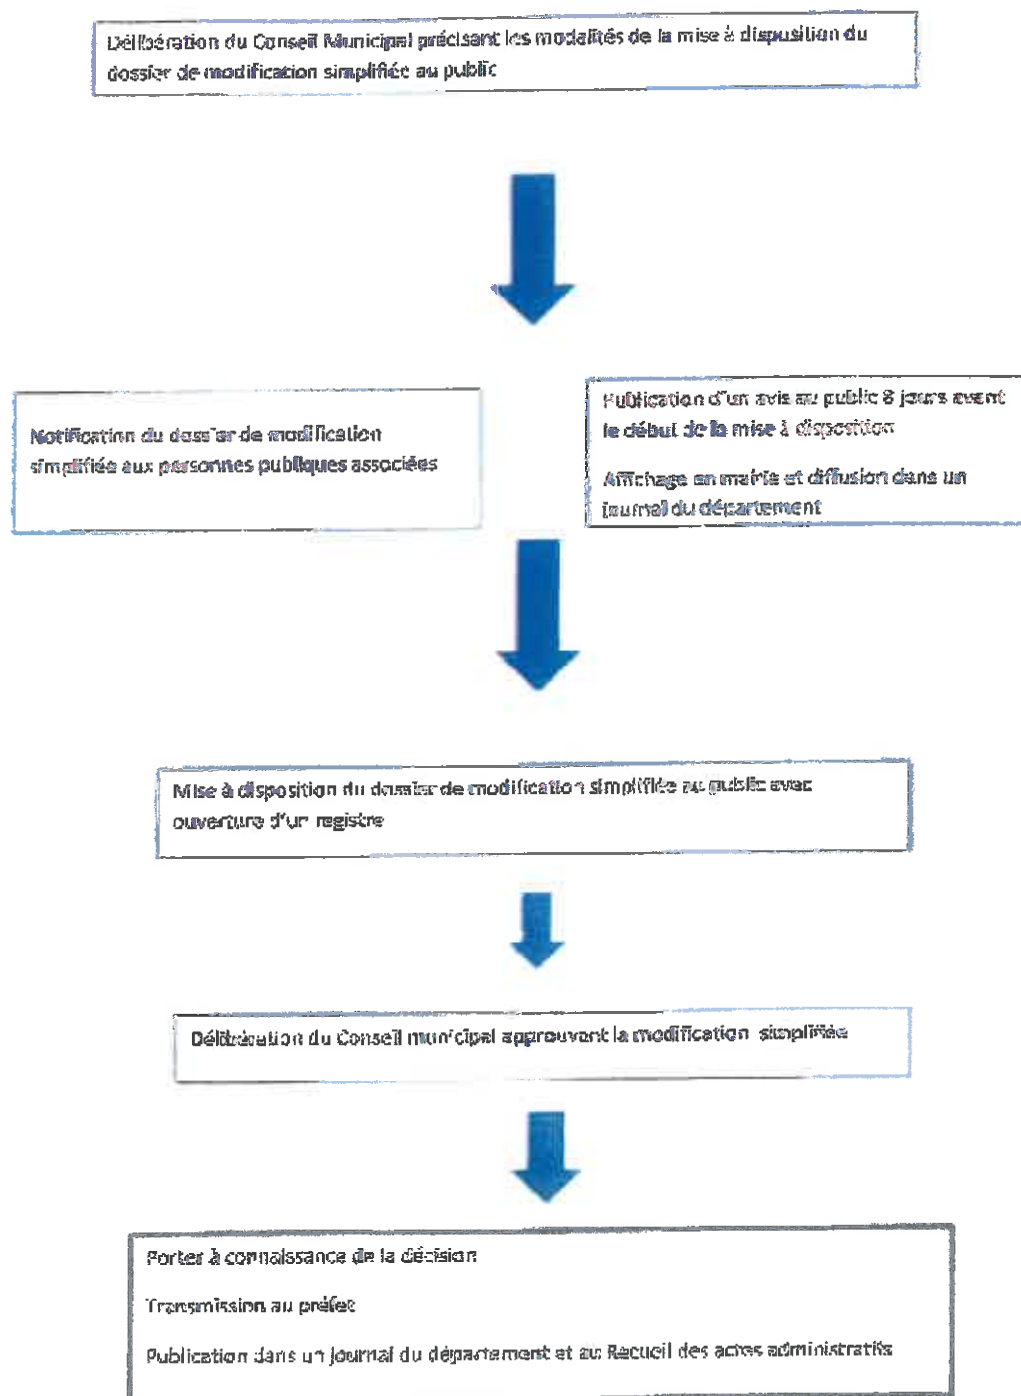 Délibération du Conseil Municipal précisant les modalités de la mise à disposition du
dossier de modification simplifiée au public
Notification du dossier de modification
simplifiée aux personnes publiques associées
Publication d'un avis au public 8 jours avant
le début de la mise à disposition
Affichage en mairie et diffusion dans un
journal du département
Mise à disposition du dossier de modification simplifiée au public avec
ouverture d'un registre
Délibération du Conseil municipal approuvant la modification simplifiée
Porter à connaissance de la décision
Transmission au préfet
Publication dans un journal du département et au Recueil des actes administratifs